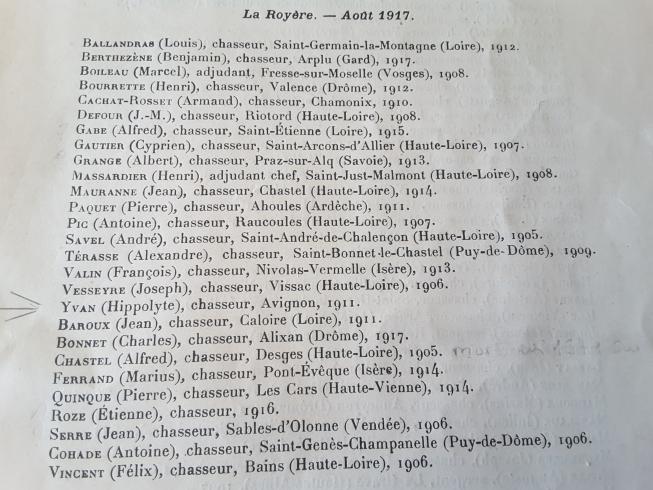 La Royère. — Août 1917.
BALLANDRAS (Louis), chasseur, Saint-Germain-la-Montagne (Loire), 1912.
BERTHEZÈNE (Benjamin), chasseur, Arplu (Gard), 1917.
BOILEAU (Marcel), adjudant, Fresse-sur-Moselle (Vosges), 1908.
BOURRETTE (Henri), chasseur, Valence (Drôme), 1912.
CACHAT-ROSSET (Armand), chasseur, Chamonix, 1910.
DEFOUR (J.-M.), chasseur, Riotord (Haute-Loire), 1908.
GABE (Alfred), chasseur, Saint-Étienne (Loire), 1915.
GAUTIER (Cyprien), chasseur, Saint-Arcons-d'Allier (Haute-Loire), 1907.
GRANGE (Albert), chasseur, Praz-sur-Alq (Savoie), 1913.
MASSARDIER (Henri), adjudant chef, Saint-Just-Malmont (Haute-Loire), 1908.
MAURANNE (Jean), chasseur, Chastel (Haute-Loire), 1914.
PAQUET (Pierre), chasseur, Ahoules (Ardèche), 1911.
PIC (Antoine), chasseur, Raucoules (Haute-Loire), 1907.
SAVEL (André), chasseur, Saint-André-de-Chalençon (Haute-Loire), 1905.
TÉRASSE (Alexandre), chasseur, Saint-Bonnet-le-Chastel (Puy-de-Dôme), 1909.
VALIN (François), chasseur, Nivolas-Vermelle (Isère), 1913.
VESSEYRE (Joseph), chasseur, Vissac (Haute-Loire), 1906.
YVAN (Hippolyte), chasseur, Avignon, 1911.
BAROUX (Jean), chasseur, Caloire (Loire), 1911.
BONNET (Charles), chasseur, Alixan (Drôme), 1917.
CHASTEL (Alfred), chasseur, Desges (Haute-Loire), 1905.
FERRAND (Marius), chasseur, Pont-Évêque (Isère), 1914.
QUINQUE (Pierre), chasseur, Les Cars (Haute-Vienne), 1914.
ROZE (Étienne), chasseur, 1916.
SERRE (Jean), chasseur, Sables-d'Olonne (Vendée), 1906.
COHADE (Antoine), chasseur, Saint-Genès-Champanelle (Puy-de-Dôme), 1906.
VINCENT (Félix), chasseur, Bains (Haute-Loire), 1906.